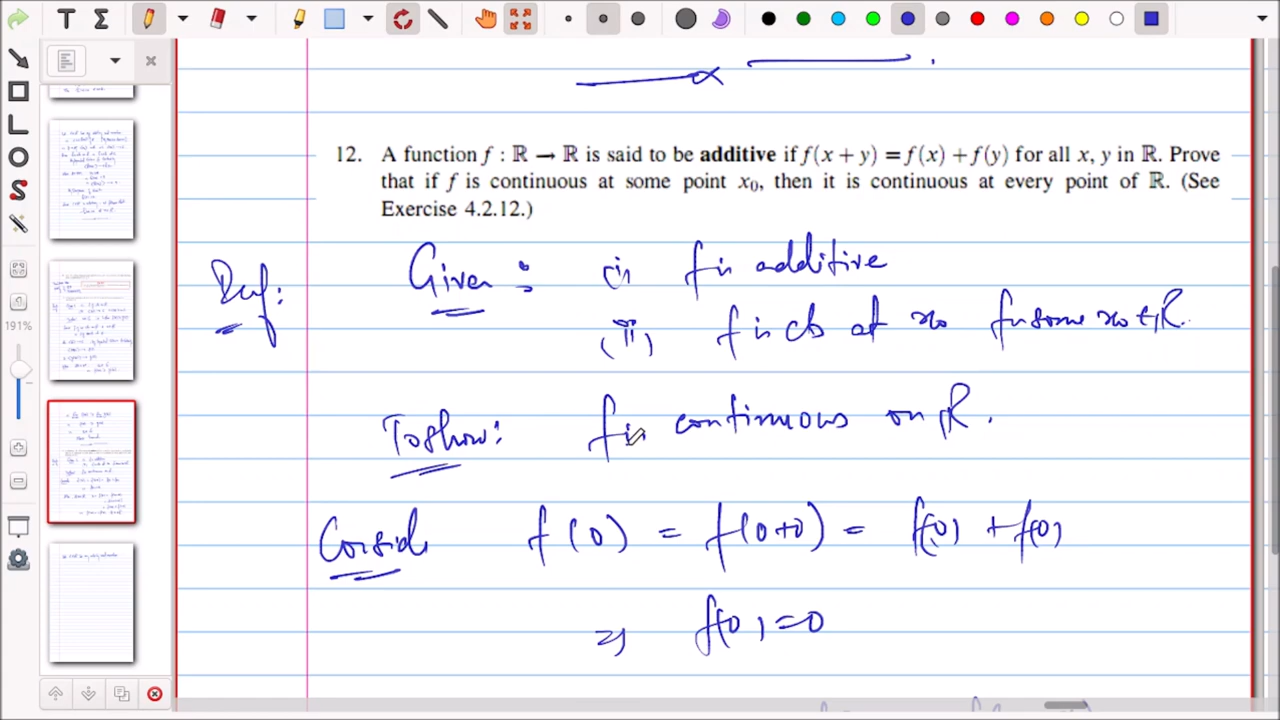 12. A function f : ℝ → ℝ is said to be additive if f(x + y) = f(x) + f(y) for all x, y in ℝ. Prove
that if f is continuous at some point x₀, then it is continuous at every point of ℝ. (See
Exercise 4.2.12.)
Given : (i) f is additive
(ii) f is cts at x₀ for some x₀ ∈ ℝ.
To show: f is continuous on ℝ.
Consider f(0) = f(0+0) = f(0) + f(0)
⇒ f(0) = 0
191%